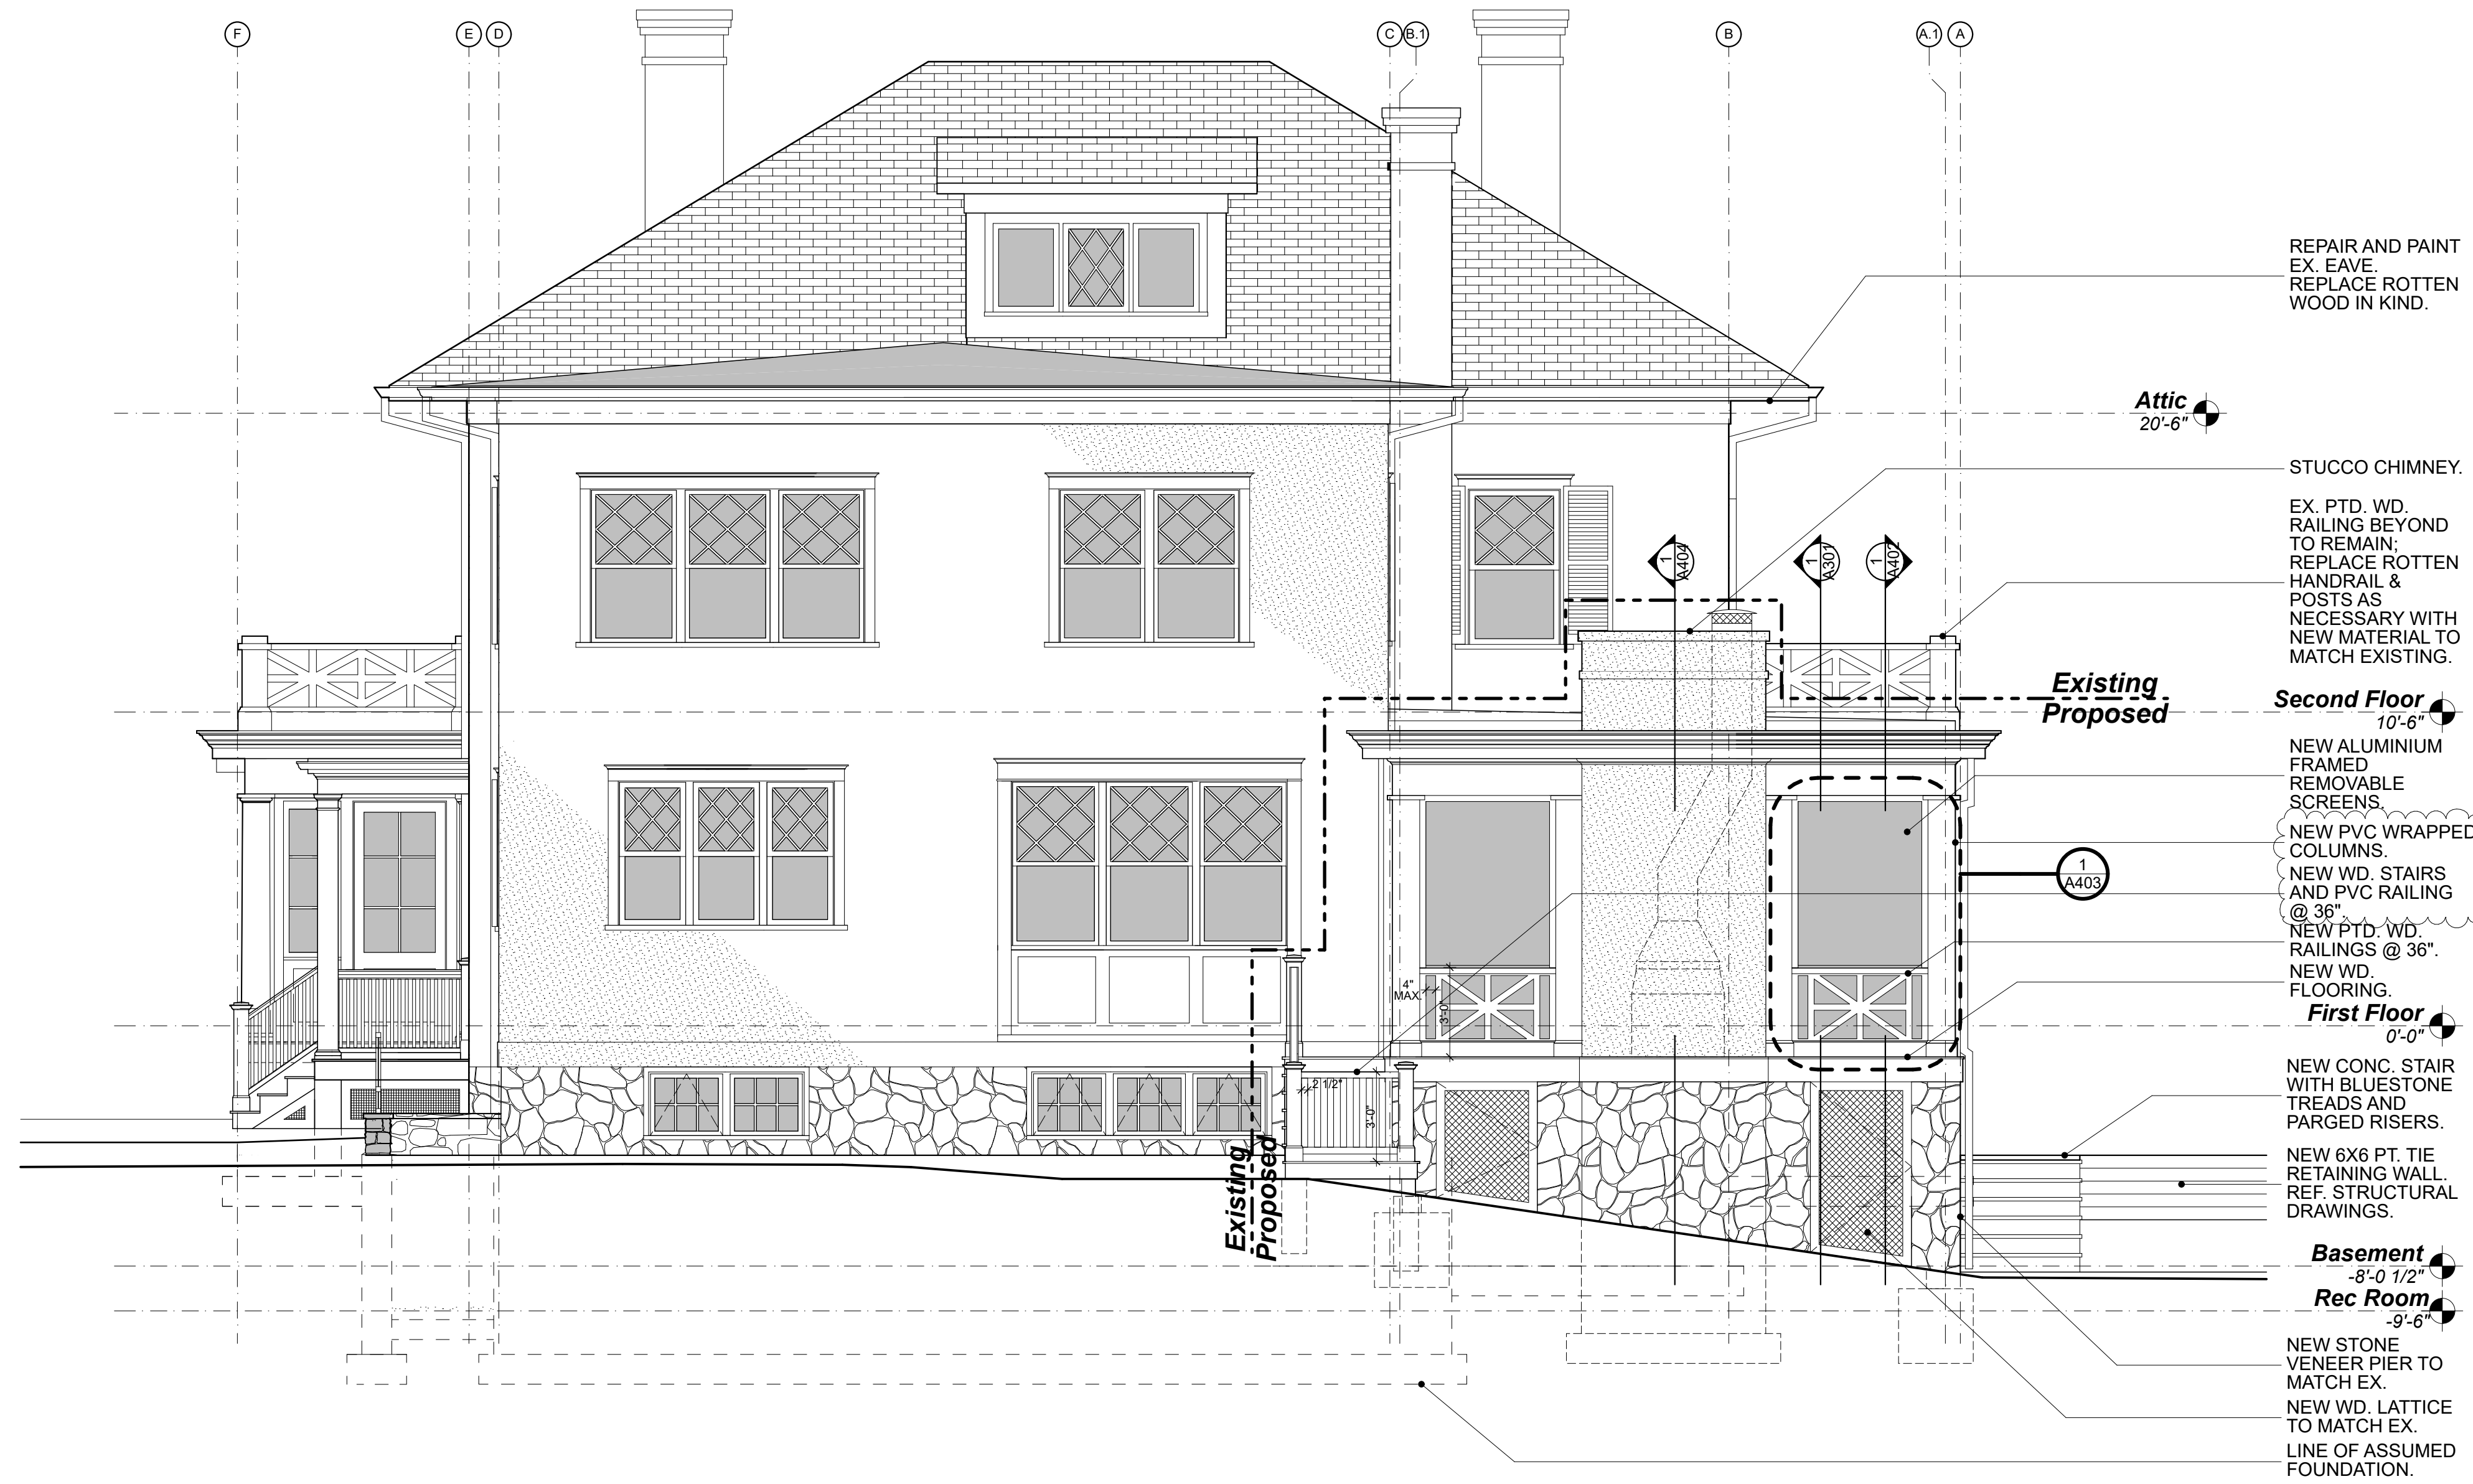 F
E
D
C
B.1
B
A.1
A
REPAIR AND PAINT
EX. EAVE.
REPLACE ROTTEN
WOOD IN KIND.
Attic
20'-6"
STUCCO CHIMNEY.
EX. PTD. WD.
RAILING BEYOND
TO REMAIN;
REPLACE ROTTEN
HANDRAIL &
POSTS AS
NECESSARY WITH
NEW MATERIAL TO
MATCH EXISTING.
1
A404
1
A301
1
A402
Existing
Proposed
Second Floor
10'-6"
NEW ALUMINIUM
FRAMED
REMOVABLE
SCREENS.
NEW PVC WRAPPED
COLUMNS.
1
A403
NEW WD. STAIRS
AND PVC RAILING
@ 36".
NEW PTD. WD.
RAILINGS @ 36".
NEW WD.
FLOORING.
4"
MAX.
3'-0"
First Floor
0'-0"
2 1/2"
3'-0"
NEW CONC. STAIR
WITH BLUESTONE
TREADS AND
PARGED RISERS.
Existing
Proposed
NEW 6X6 PT. TIE
RETAINING WALL.
REF. STRUCTURAL
DRAWINGS.
Basement
-8'-0 1/2"
Rec Room
-9'-6"
NEW STONE
VENEER PIER TO
MATCH EX.
NEW WD. LATTICE
TO MATCH EX.
LINE OF ASSUMED
FOUNDATION.